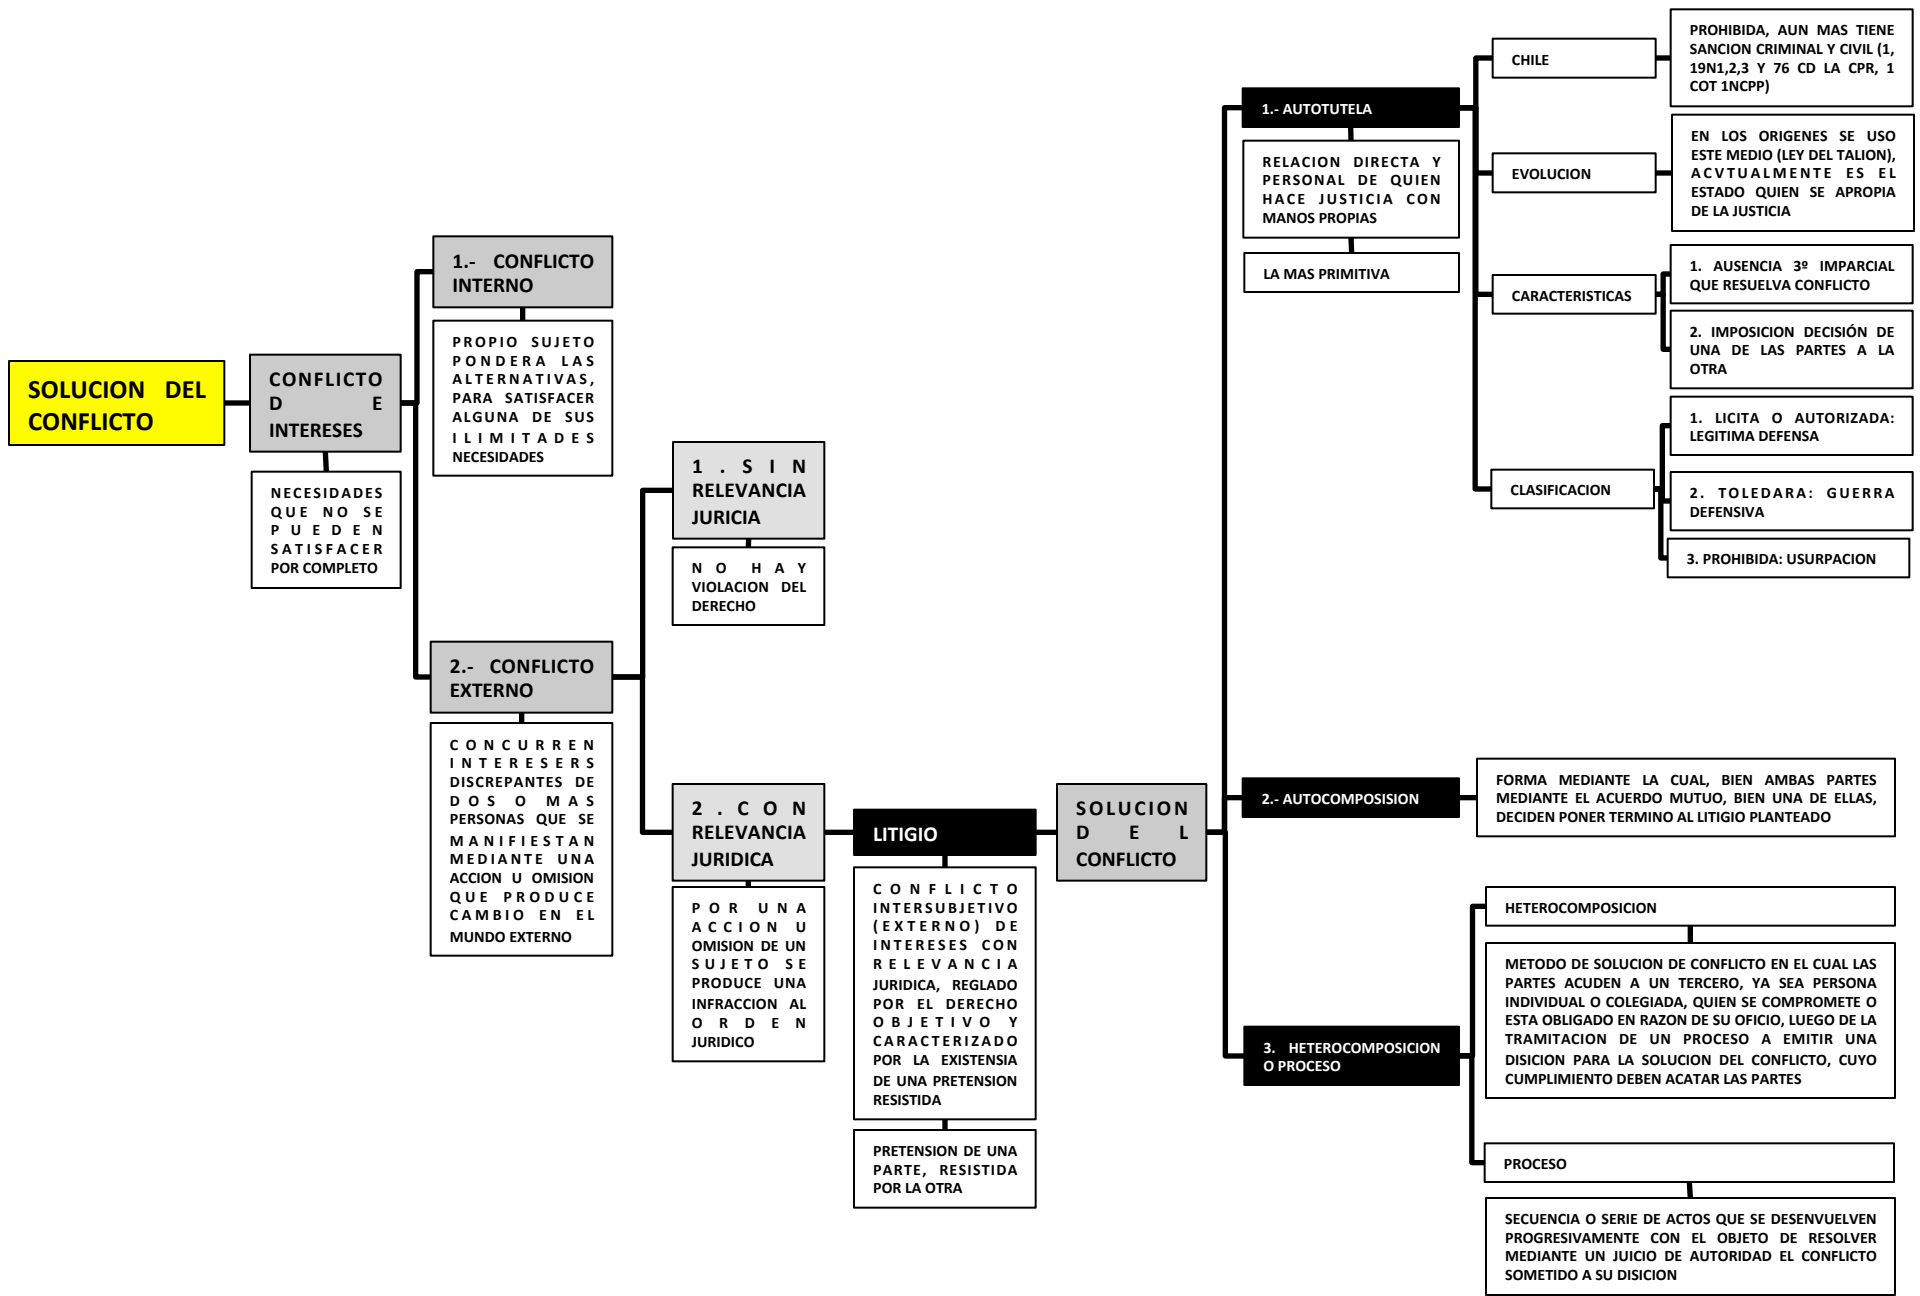 SOLUCION DEL
CONFLICTO
CONFLICTO
D E
INTERESES
NECESIDADES
QUE NO SE
PUEDEN
SATISFACER
POR COMPLETO
1.- CONFLICTO
INTERNO
PROPIO SUJETO
PONDERA LAS
ALTERNATIVAS,
PARA SATISFACER
ALGUNA DE SUS
ILIMITADES
NECESIDADES
2.- CONFLICTO
EXTERNO
CONCURREN
INTERESERS
DISCREPANTES DE
DOS O MAS
PERSONAS QUE SE
MANIFIESTAN
MEDIANTE UNA
ACCION U OMISION
QUE PRODUCE
CAMBIO EN EL
MUNDO EXTERNO
1. SIN
RELEVANCIA
JURICIA
NO HAY
VIOLACION DEL
DERECHO
2. CON
RELEVANCIA
JURIDICA
POR UNA
ACCION U
OMISION DE UN
SUJETO SE
PRODUCE UNA
INFRACCION AL
ORDEN
JURIDICO
LITIGIO
CONFLICTO
INTERSUBJETIVO
(EXTERNO) DE
INTERESES CON
RELEVANCIA
JURIDICA, REGLADO
POR EL DERECHO
OBJETIVO Y
CARACTERIZADO
POR LA EXISTENSIA
DE UNA PRETENSION
RESISTIDA
PRETENSION DE UNA
PARTE, RESISTIDA
POR LA OTRA
SOLUCION
D E L
CONFLICTO
1.- AUTOTUTELA
RELACION DIRECTA Y
PERSONAL DE QUIEN
HACE JUSTICIA CON
MANOS PROPIAS
LA MAS PRIMITIVA
CHILE
PROHIBIDA, AUN MAS TIENE
SANCION CRIMINAL Y CIVIL (1,
19N1,2,3 Y 76 CD LA CPR, 1
COT 1NCPP)
EVOLUCION
EN LOS ORIGENES SE USO
ESTE MEDIO (LEY DEL TALION),
ACVTUALMENTE ES EL
ESTADO QUIEN SE APROPIA
DE LA JUSTICIA
CARACTERISTICAS
1. AUSENCIA 3º IMPARCIAL
QUE RESUELVA CONFLICTO
2. IMPOSICION DECISIÓN DE
UNA DE LAS PARTES A LA
OTRA
CLASIFICACION
1. LICITA O AUTORIZADA:
LEGITIMA DEFENSA
2. TOLEDARA: GUERRA
DEFENSIVA
3. PROHIBIDA: USURPACION
2.- AUTOCOMPOSISION
FORMA MEDIANTE LA CUAL, BIEN AMBAS PARTES
MEDIANTE EL ACUERDO MUTUO, BIEN UNA DE ELLAS,
DECIDEN PONER TERMINO AL LITIGIO PLANTEADO
3. HETEROCOMPOSICION
O PROCESO
HETEROCOMPOSICION
METODO DE SOLUCION DE CONFLICTO EN EL CUAL LAS
PARTES ACUDEN A UN TERCERO, YA SEA PERSONA
INDIVIDUAL O COLEGIADA, QUIEN SE COMPROMETE O
ESTA OBLIGADO EN RAZON DE SU OFICIO, LUEGO DE LA
TRAMITACION DE UN PROCESO A EMITIR UNA
DISICION PARA LA SOLUCION DEL CONFLICTO, CUYO
CUMPLIMIENTO DEBEN ACATAR LAS PARTES
PROCESO
SECUENCIA O SERIE DE ACTOS QUE SE DESENVUELVEN
PROGRESIVAMENTE CON EL OBJETO DE RESOLVER
MEDIANTE UN JUICIO DE AUTORIDAD EL CONFLICTO
SOMETIDO A SU DISICION